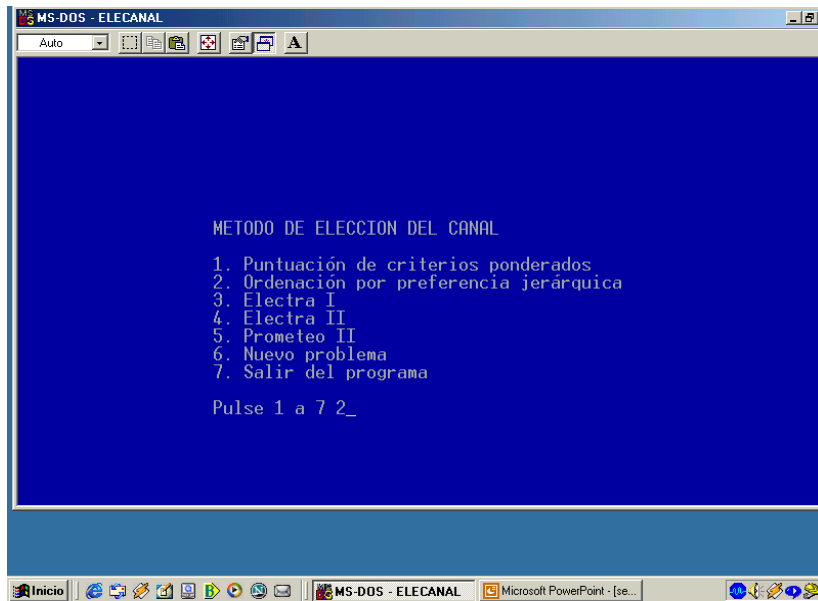 MS-DOS - ELECANAL
Auto
A
METODO DE ELECCION DEL CANAL
1. Puntuación de criterios ponderados
2. Ordenación por preferencia jerárquica
3. Electra I
4. Electra II
5. Prometeo II
6. Nuevo problema
7. Salir del programa
Pulse 1 a 7 2_
Inicio
MS-DOS - ELECANAL
Microsoft PowerPoint - [se...